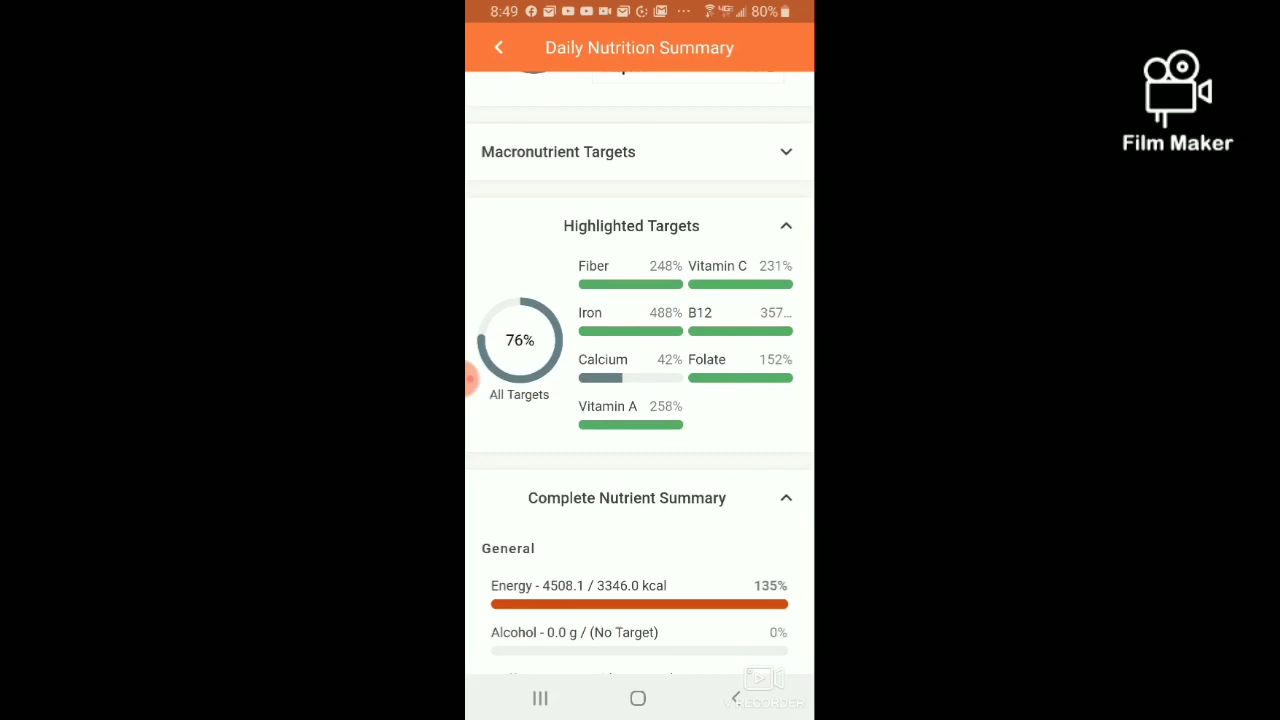 8:49 80%
Daily Nutrition Summary
Macronutrient Targets
Highlighted Targets
Fiber 248% Vitamin C 231%
Iron 488% B12 357...
76%
Calcium 42% Folate 152%
All Targets
Vitamin A 258%
Complete Nutrient Summary
General
Energy - 4508.1 / 3346.0 kcal 135%
Alcohol - 0.0 g / (No Target) 0%
Film Maker